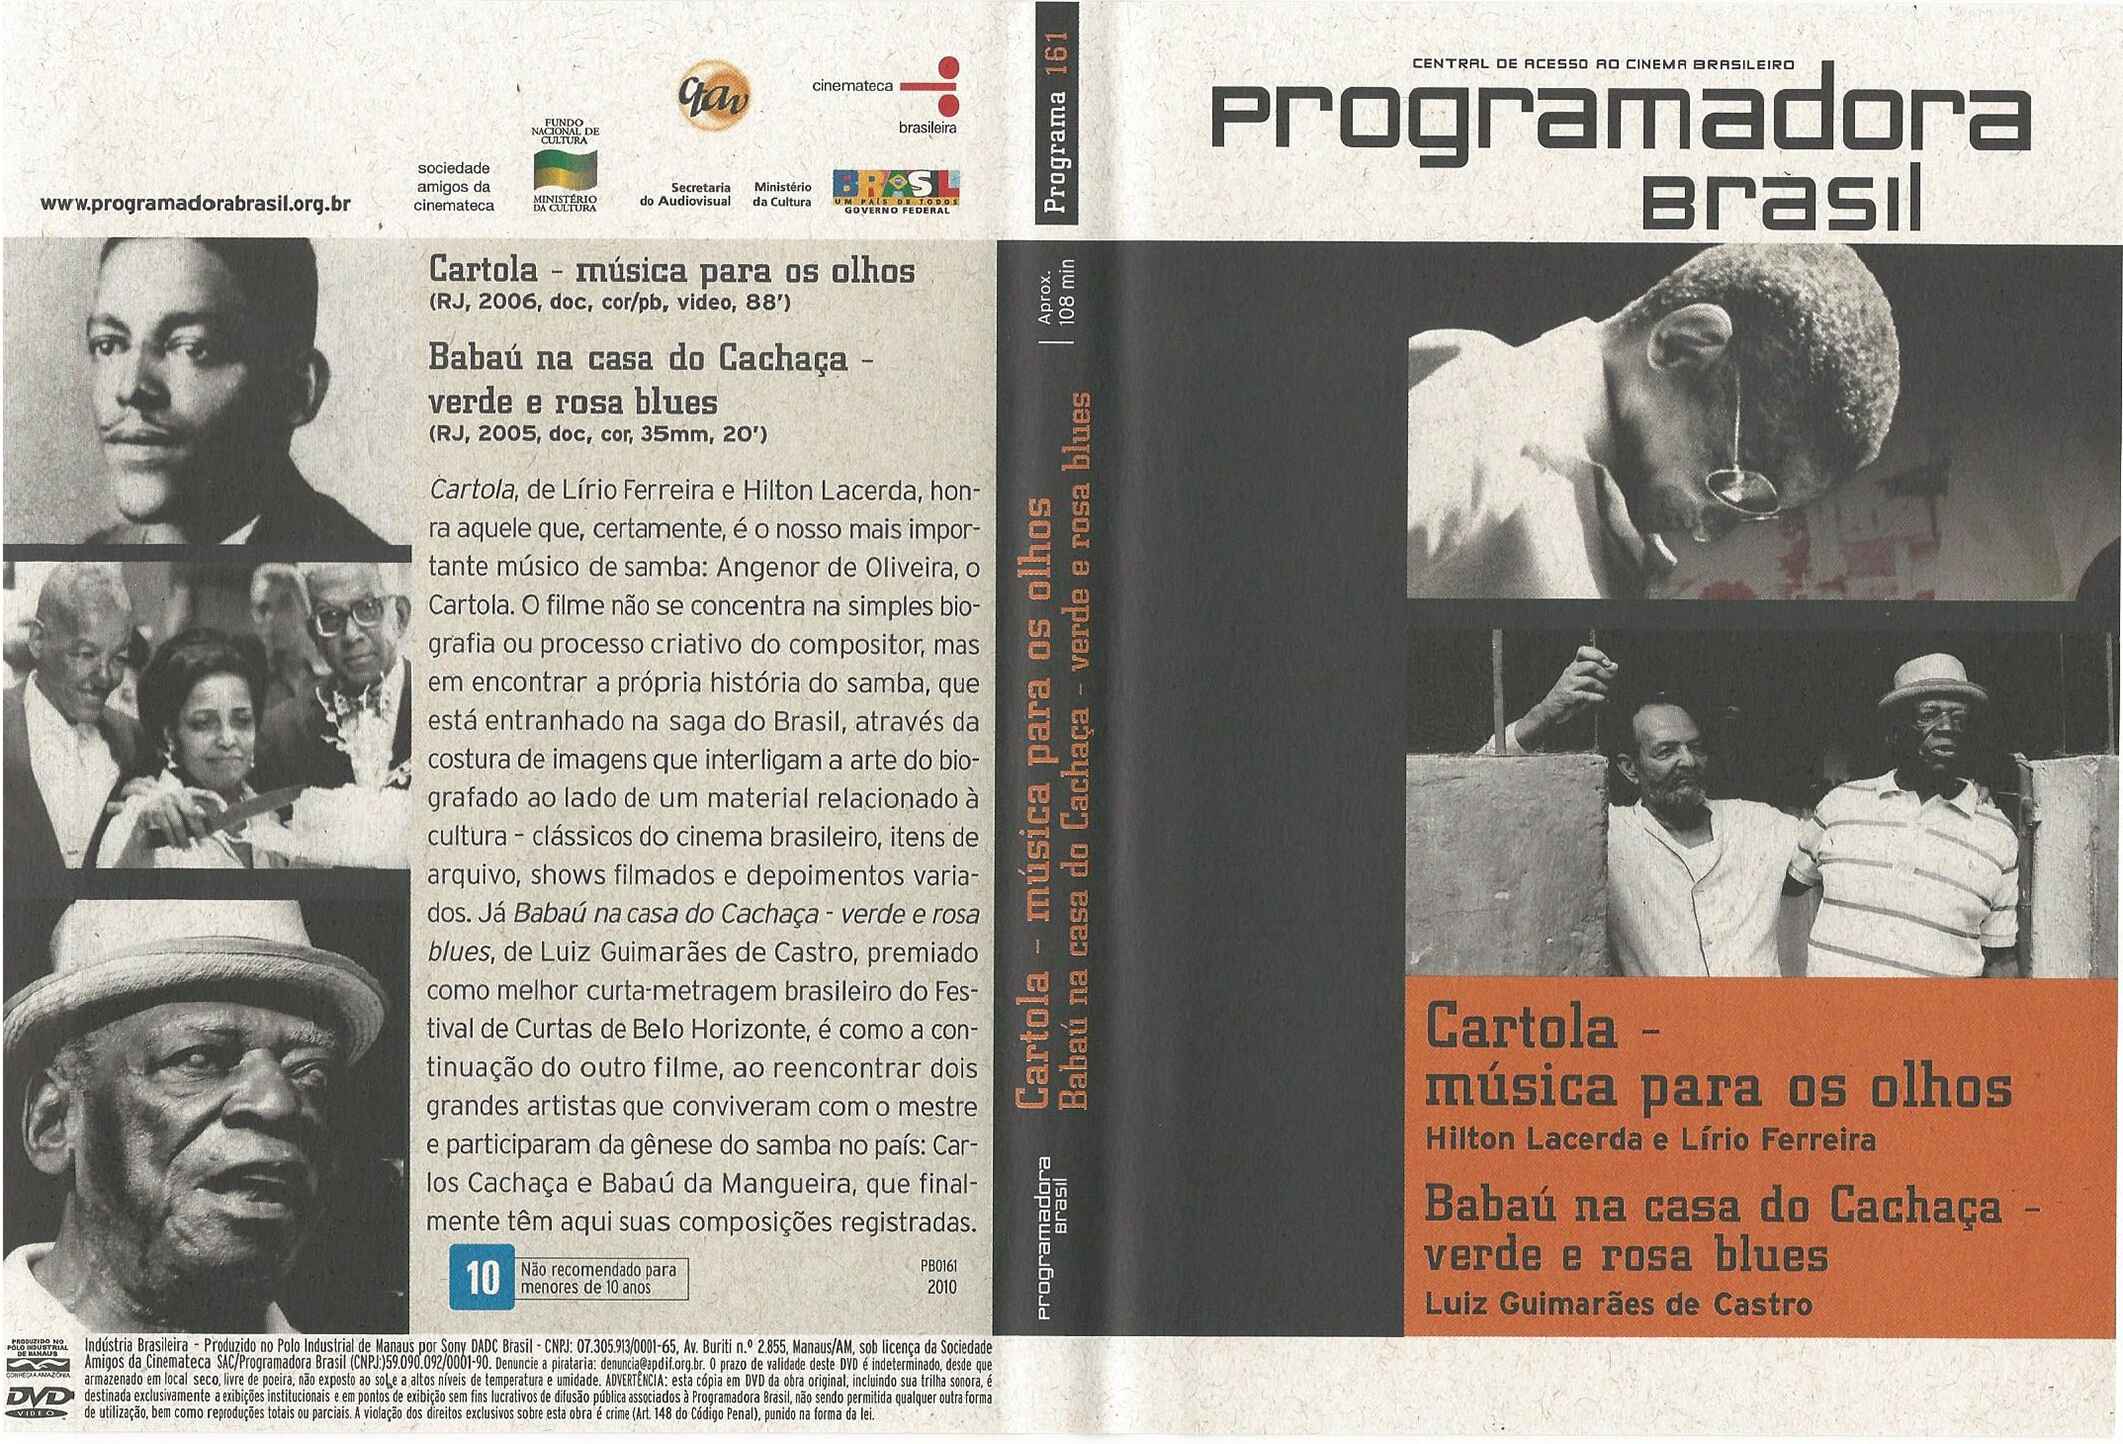 www.programadorabrasil.org.br
sociedade
amigos da
cinemateca
FUNDO
NACIONAL DE
CULTURA
MINISTÉRIO
DA CULTURA
ctav
Secretaria
do Audiovisual
Ministério
da Cultura
cinemateca
brasileira
BRASIL
UM PAÍS DE TODOS
GOVERNO FEDERAL
Cartola - música para os olhos
(RJ, 2006, doc, cor/pb, video, 88')
Babaú na casa do Cachaça -
verde e rosa blues
(RJ, 2005, doc, cor, 35mm, 20')
Cartola, de Lírio Ferreira e Hilton Lacerda, hon-
ra aquele que, certamente, é o nosso mais impor-
tante músico de samba: Angenor de Oliveira, o
Cartola. O filme não se concentra na simples bio-
grafia ou processo criativo do compositor, mas
em encontrar a própria história do samba, que
está entranhado na saga do Brasil, através da
costura de imagens que interligam a arte do bio-
grafado ao lado de um material relacionado à
cultura - clássicos do cinema brasileiro, itens de
arquivo, shows filmados e depoimentos varia-
dos. Já Babaú na casa do Cachaça - verde e rosa
blues, de Luiz Guimarães de Castro, premiado
como melhor curta-metragem brasileiro do Fes-
tival de Curtas de Belo Horizonte, é como a con-
tinuação do outro filme, ao reencontrar dois
grandes artistas que conviveram com o mestre
e participaram da gênese do samba no país: Car-
los Cachaça e Babaú da Mangueira, que final-
mente têm aqui suas composições registradas.
10
Não recomendado para
menores de 10 anos
PB0161
2010
PRODUZIDO NO
PÓLO INDUSTRIAL
DE MANAUS
CONHEÇA A AMAZÔNIA
DVD
VIDEO
Indústria Brasileira - Produzido no Polo Industrial de Manaus por Sony DADC Brasil - CNPJ: 07.305.913/0001-65, Av. Buriti n.º 2.855, Manaus/AM, sob licença da Sociedade
Amigos da Cinemateca SAC/Programadora Brasil (CNPJ:)59.090.092/0001-90. Denuncie a pirataria: denuncia@apdif.org.br. O prazo de validade deste DVD é indeterminado, desde que
armazenado em local seco, livre de poeira, não exposto ao sol e a altos níveis de temperatura e umidade. ADVERTÊNCIA: esta cópia em DVD da obra original, incluindo sua trilha sonora, é
destinada exclusivamente a exibições institucionais e em pontos de exibição sem fins lucrativos de difusão pública associados à Programadora Brasil, não sendo permitida qualquer outra forma
de utilização, bem como reproduções totais ou parciais. A violação dos direitos exclusivos sobre esta obra é crime (Art. 148 do Código Penal), punido na forma da lei.
Programa 161
Aprox.
108 min
Cartola - música para os olhos
Babaú na casa do Cachaça - verde e rosa blues
programadora
Brasil
CENTRAL DE ACESSO AO CINEMA BRASILEIRO
programadora
Brasil
Cartola -
música para os olhos
Hilton Lacerda e Lírio Ferreira
Babaú na casa do Cachaça -
verde e rosa blues
Luiz Guimarães de Castro